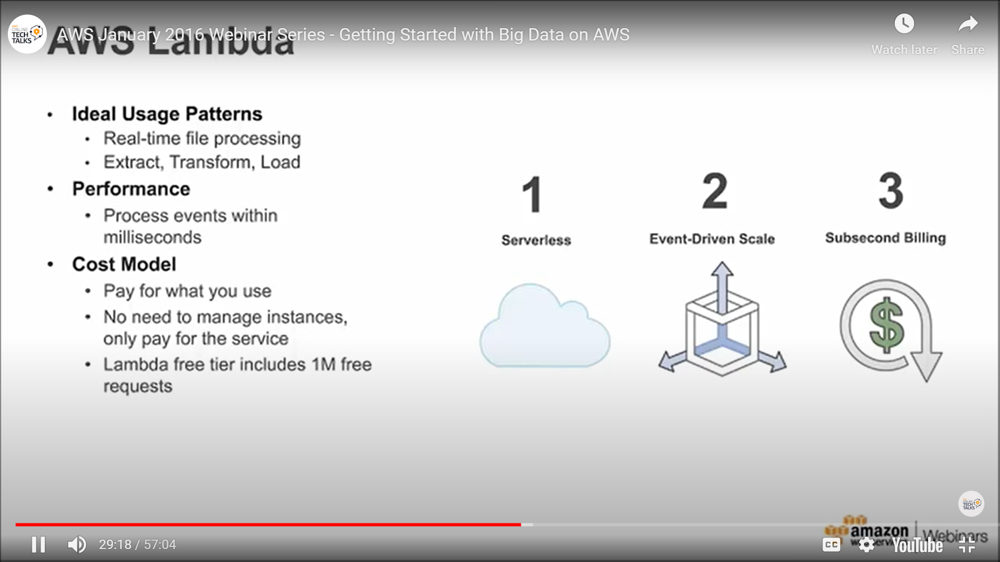 AWS January 2016 Webinar Series - Getting Started with Big Data on AWS
AWS ONLINE TECH TALKS
Watch later
Share
AWS Lambda
• Ideal Usage Patterns
• Real-time file processing
• Extract, Transform, Load
• Performance
• Process events within
milliseconds
• Cost Model
• Pay for what you use
• No need to manage instances,
only pay for the service
• Lambda free tier includes 1M free
requests
1
Serverless
2
Event-Driven Scale
3
Subsecond Billing
$
AWS ONLINE TECH TALKS
amazon
Webinars
29:18 / 57:04
CC
YouTube